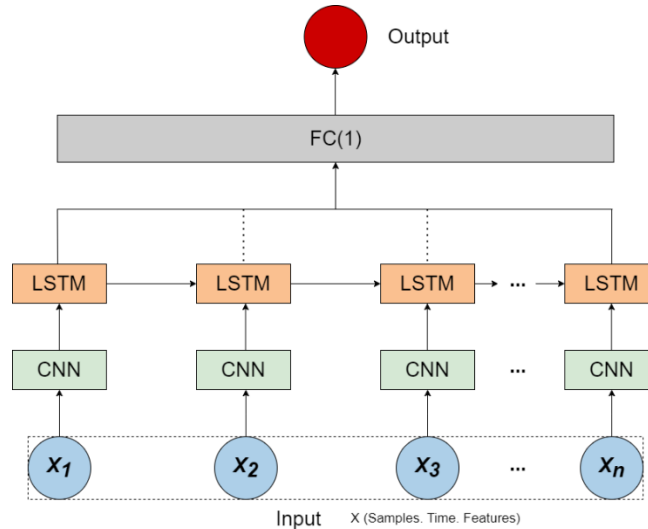 Output
FC(1)
LSTM LSTM LSTM ... LSTM
CNN CNN CNN ... CNN
X1 X2 X3 ... Xn
Input X (Samples. Time. Features)